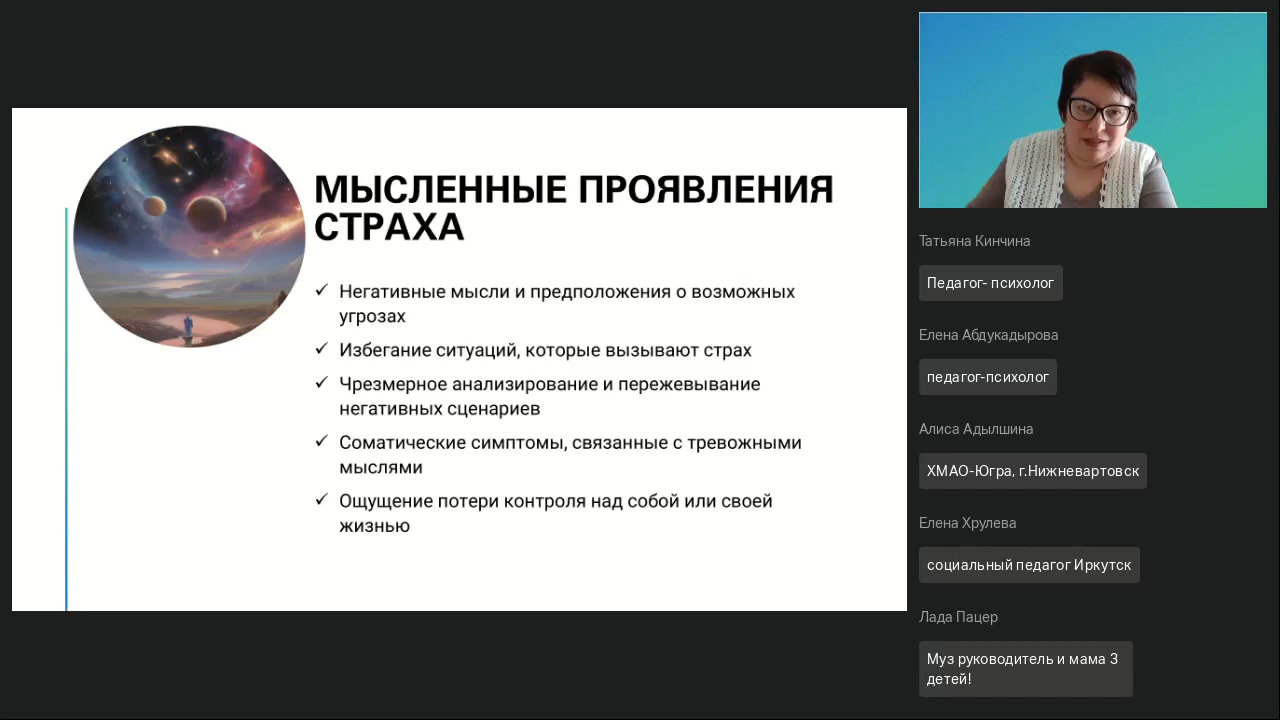 МЫСЛЕННЫЕ ПРОЯВЛЕНИЯ
СТРАХА
✓ Негативные мысли и предположения о возможных
угрозах
✓ Избегание ситуаций, которые вызывают страх
✓ Чрезмерное анализирование и пережевывание
негативных сценариев
✓ Соматические симптомы, связанные с тревожными
мыслями
✓ Ощущение потери контроля над собой или своей
жизнью
Татьяна Кинчина
Педагог- психолог
Елена Абдукадырова
педагог-психолог
Алиса Адылшина
ХМАО-Югра, г.Нижневартовск
Елена Хрулева
социальный педагог Иркутск
Лада Пацер
Муз руководитель и мама 3
детей!